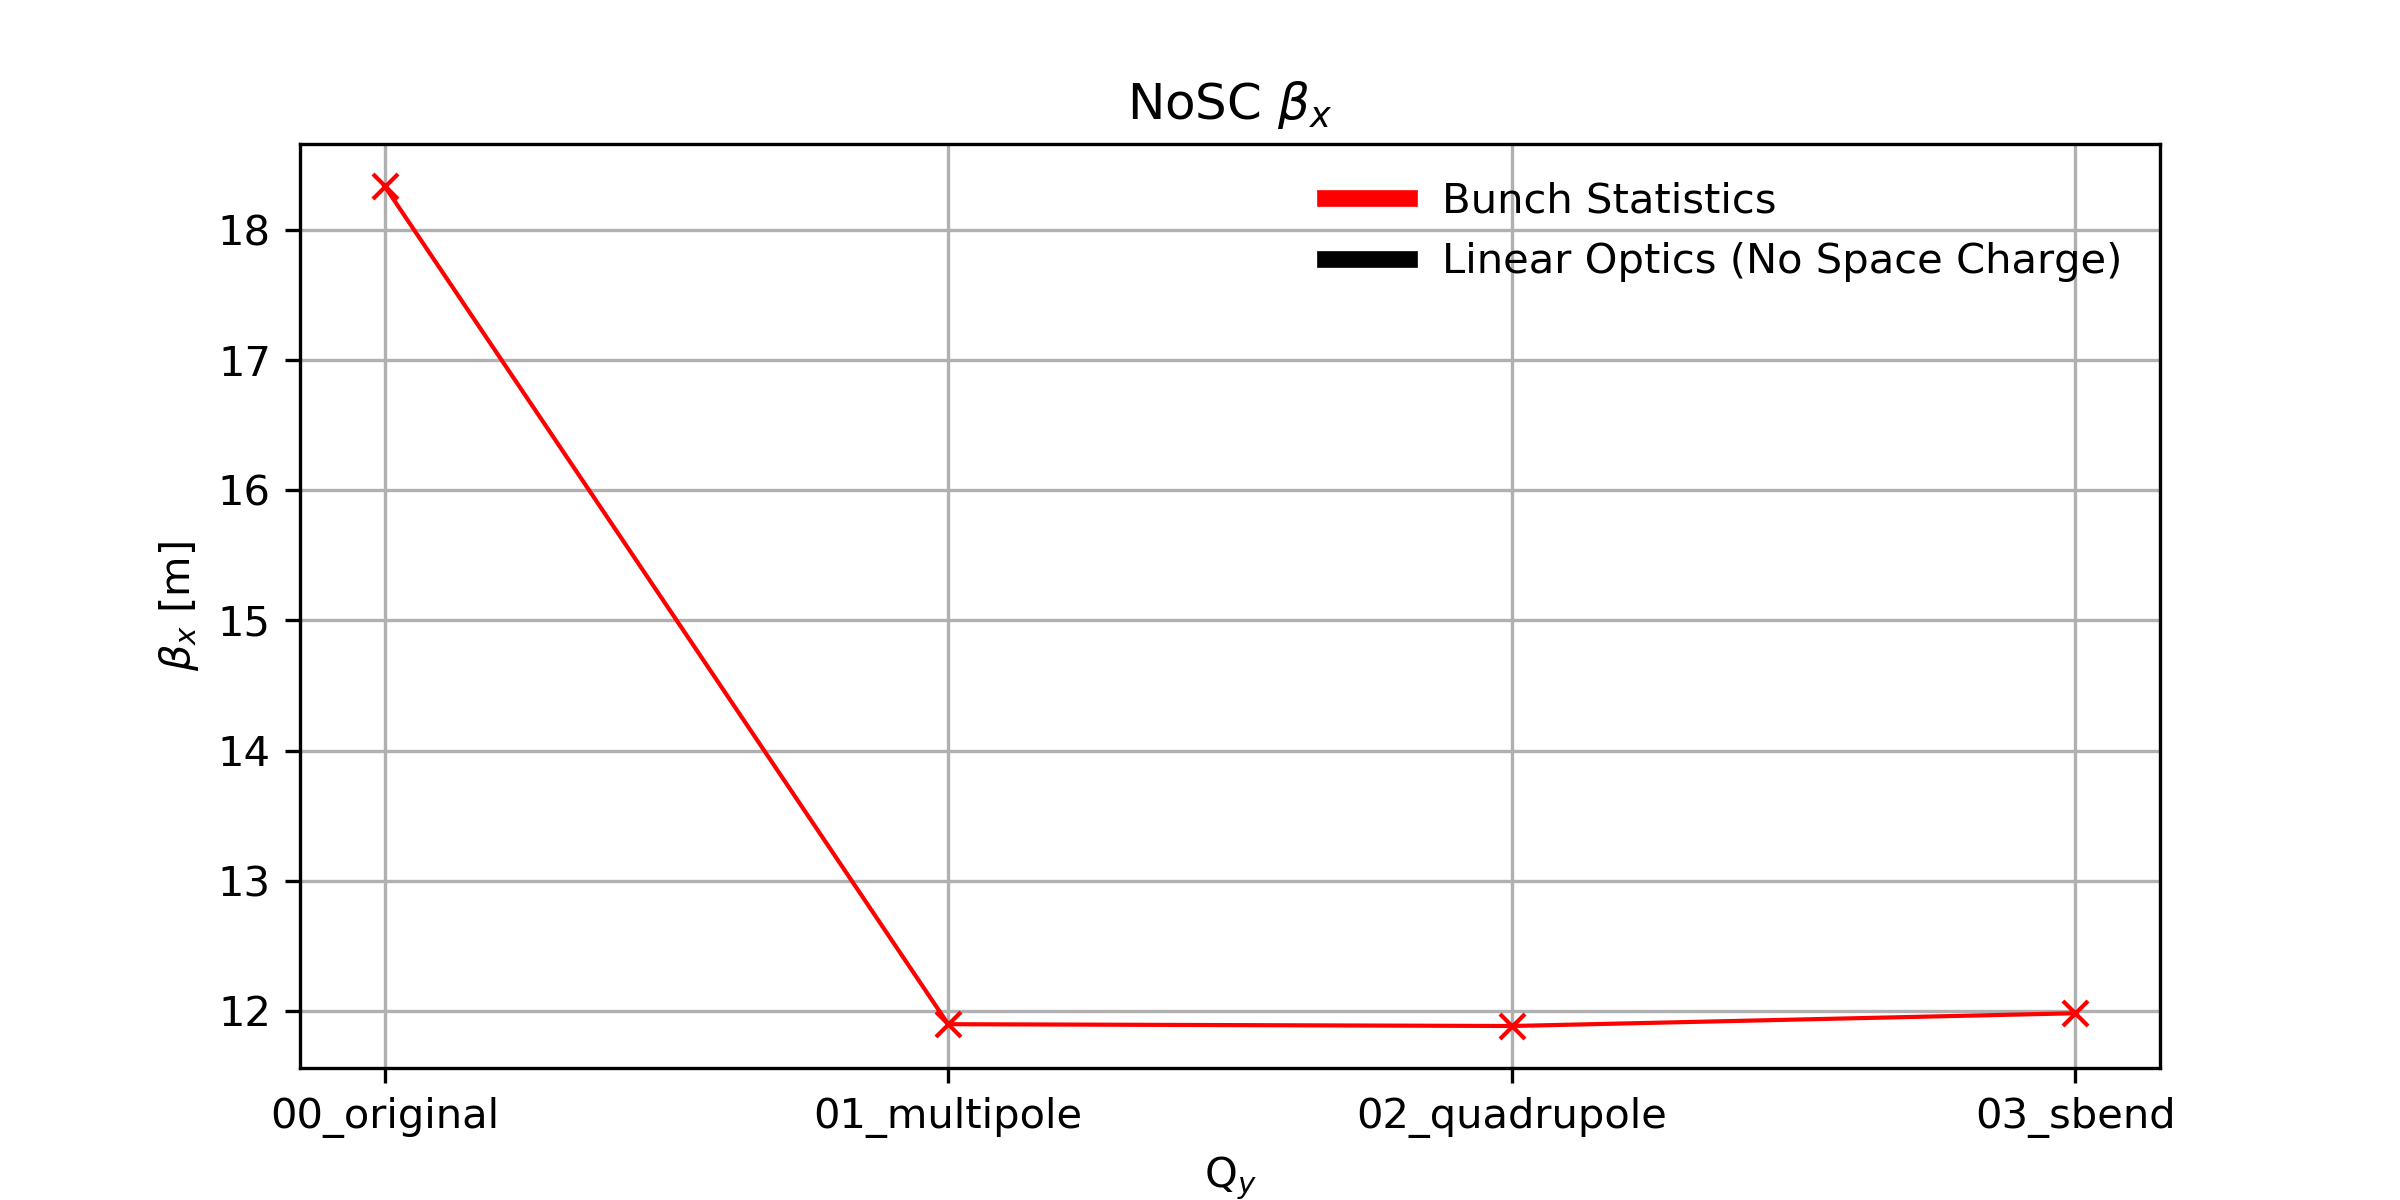 NoSC βx
Bunch Statistics
Linear Optics (No Space Charge)
βx [m]
18
17
16
15
14
13
12
00_original
01_multipole
02_quadrupole
03_sbend
Qy